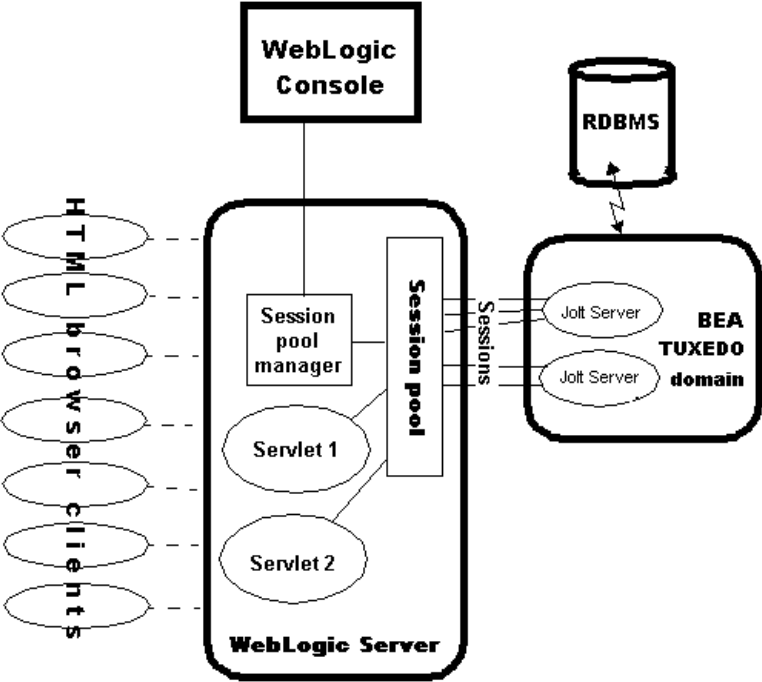 WebLogic
Console
RDBMS
HTML browser clients
Session
pool
manager
Session pool
Sessions
Jolt Server
Jolt Server
BEA
TUXEDO
domain
Servlet 1
Servlet 2
WebLogic Server